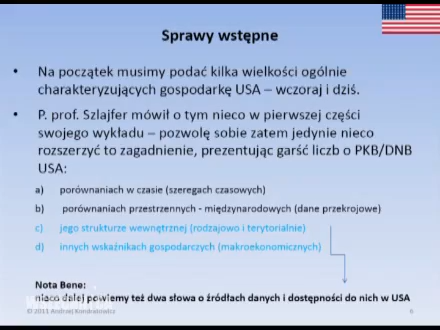 Sprawy wstępne
• Na początek musimy podać kilka wielkości ogólnie
charakteryzujących gospodarkę USA – wczoraj i dziś.
• P. prof. Szlajfer mówił o tym nieco w pierwszej części
swojego wykładu – pozwolę sobie zatem jedynie nieco
rozszerzyć to zagadnienie, prezentując garść liczb o PKB/DNB
USA:
a) porównaniach w czasie (szeregach czasowych)
b) porównaniach przestrzennych - międzynarodowych (dane przekrojowe)
c) jego strukturze wewnętrznej (rodzajowo i terytorialnie)
d) innych wskaźnikach gospodarczych (makroekonomicznych)
Nota Bene:
nieco dalej powiemy też dwa słowa o źródłach danych i dostępności do nich w USA
© 2011 Andrzej Kondratowicz
6